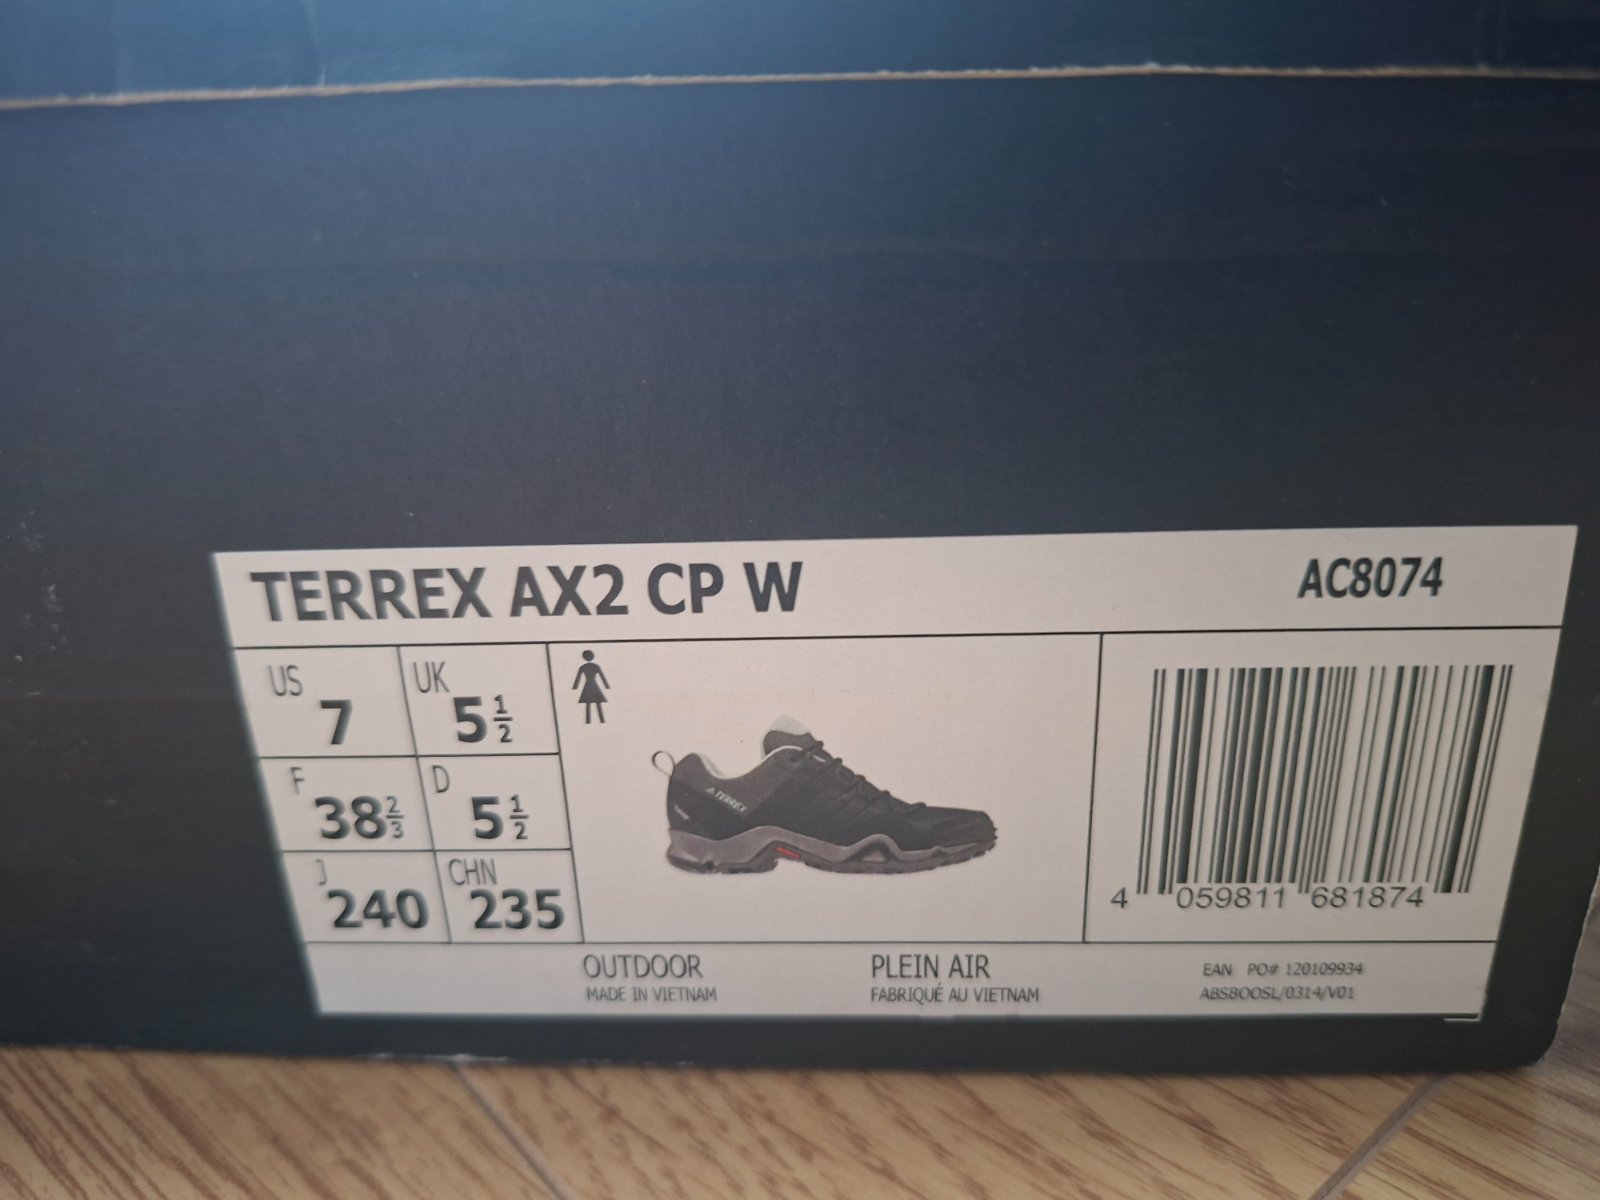 TERREX AX2 CP W
AC8074
US 7
UK 5 1/2
F 38 2/3
D 5 1/2
J 240
CHN 235
TERREX
4 059811 681874
OUTDOOR
MADE IN VIETNAM
PLEIN AIR
FABRIQUÉ AU VIETNAM
EAN PO# 120109934
ABSBOOSL/0314/V01